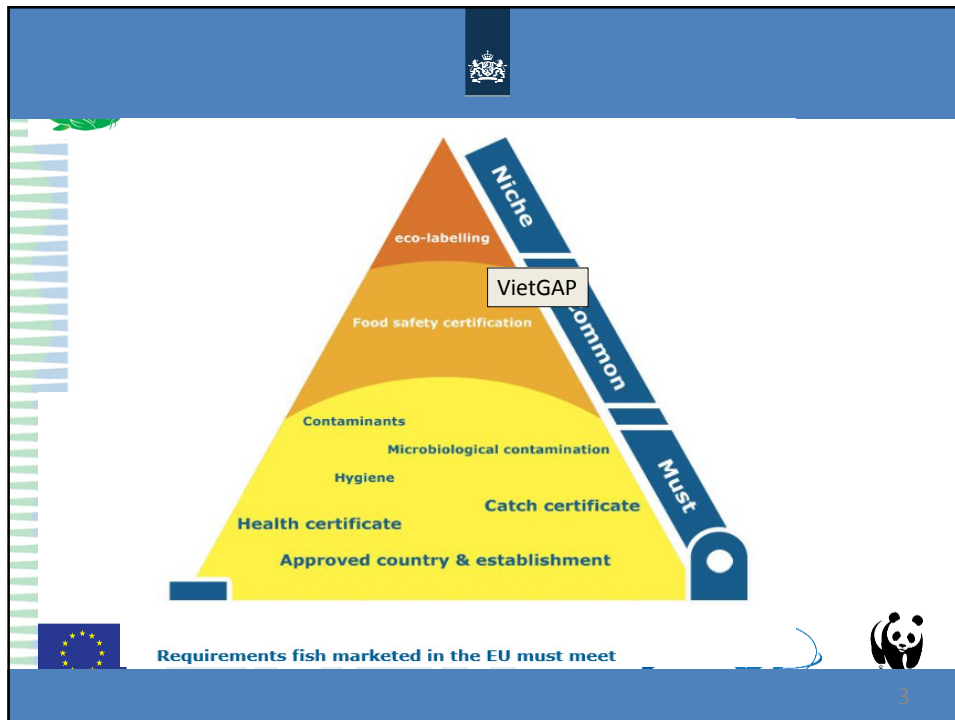 Niche
eco-labelling
VietGAP
Common
Food safety certification
Contaminants
Microbiological contamination
Hygiene
Must
Catch certificate
Health certificate
Approved country & establishment
Requirements fish marketed in the EU must meet
3